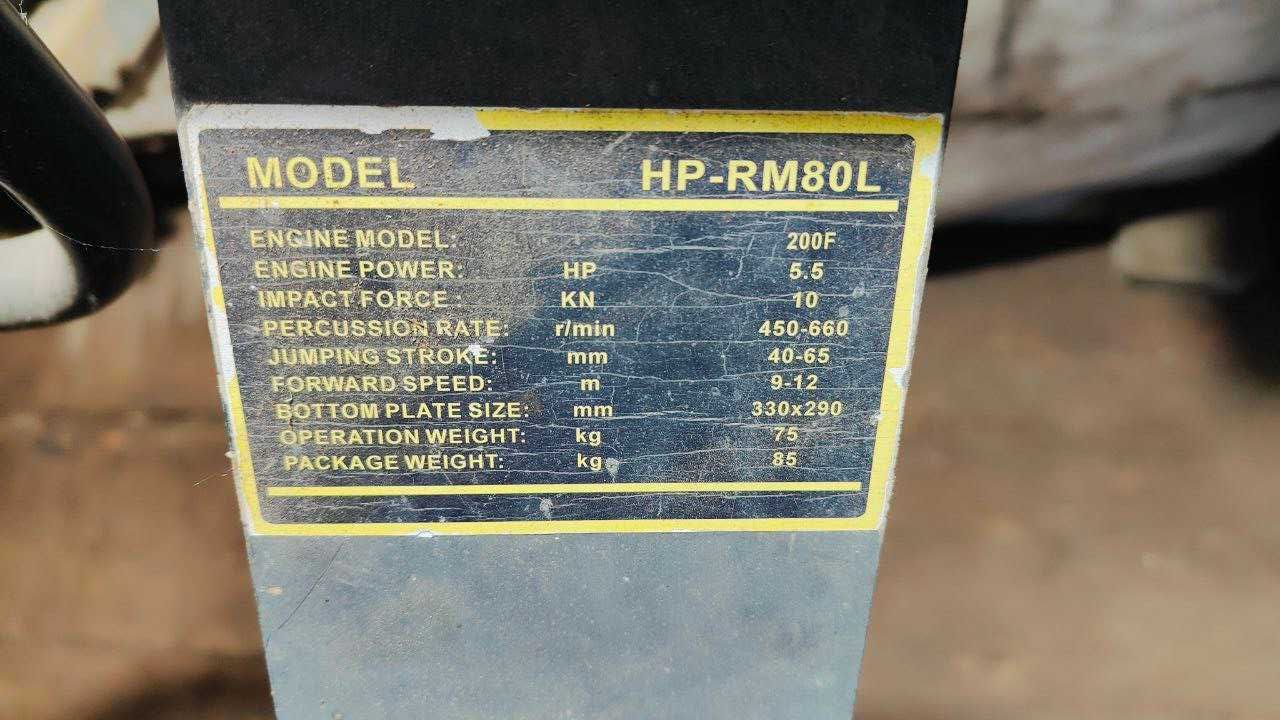 MODEL HP-RM80L
ENGINE MODEL: 200F
ENGINE POWER: HP 5.5
IMPACT FORCE : KN 10
PERCUSSION RATE: r/min 450-660
JUMPING STROKE: mm 40-65
FORWARD SPEED: m 9-12
BOTTOM PLATE SIZE: mm 330x290
OPERATION WEIGHT: kg 75
PACKAGE WEIGHT: kg 85